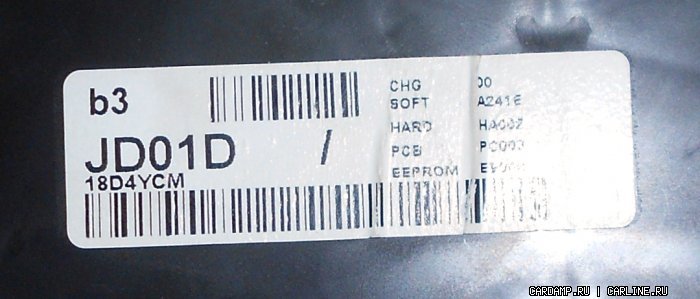 b3
JD01D /
18D4YCM
CHG 00
SOFT A241E
HARD HA002
PCB
EEPROM
CARDAMP.RU | CARLINE.RU